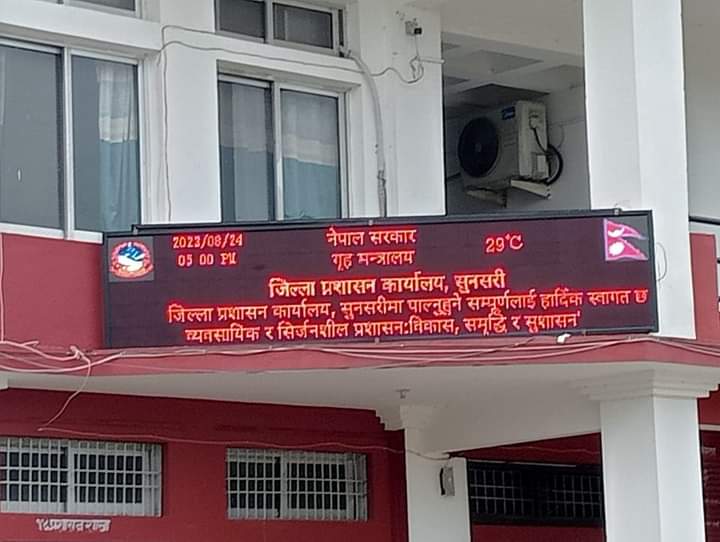 2023/08/24 नेपाल सरकार 29°C
05 00 PM गृह मन्त्रालय
जिल्ला प्रशासन कार्यालय, सुनसरी
जिल्ला प्रशासन कार्यालय, सुनसरीमा पाल्नुहुने सम्पूर्णलाई हार्दिक स्वागत छ
व्यवसायिक र सिर्जनशील प्रशासन:विकास, समृद्धि र सुशासन'